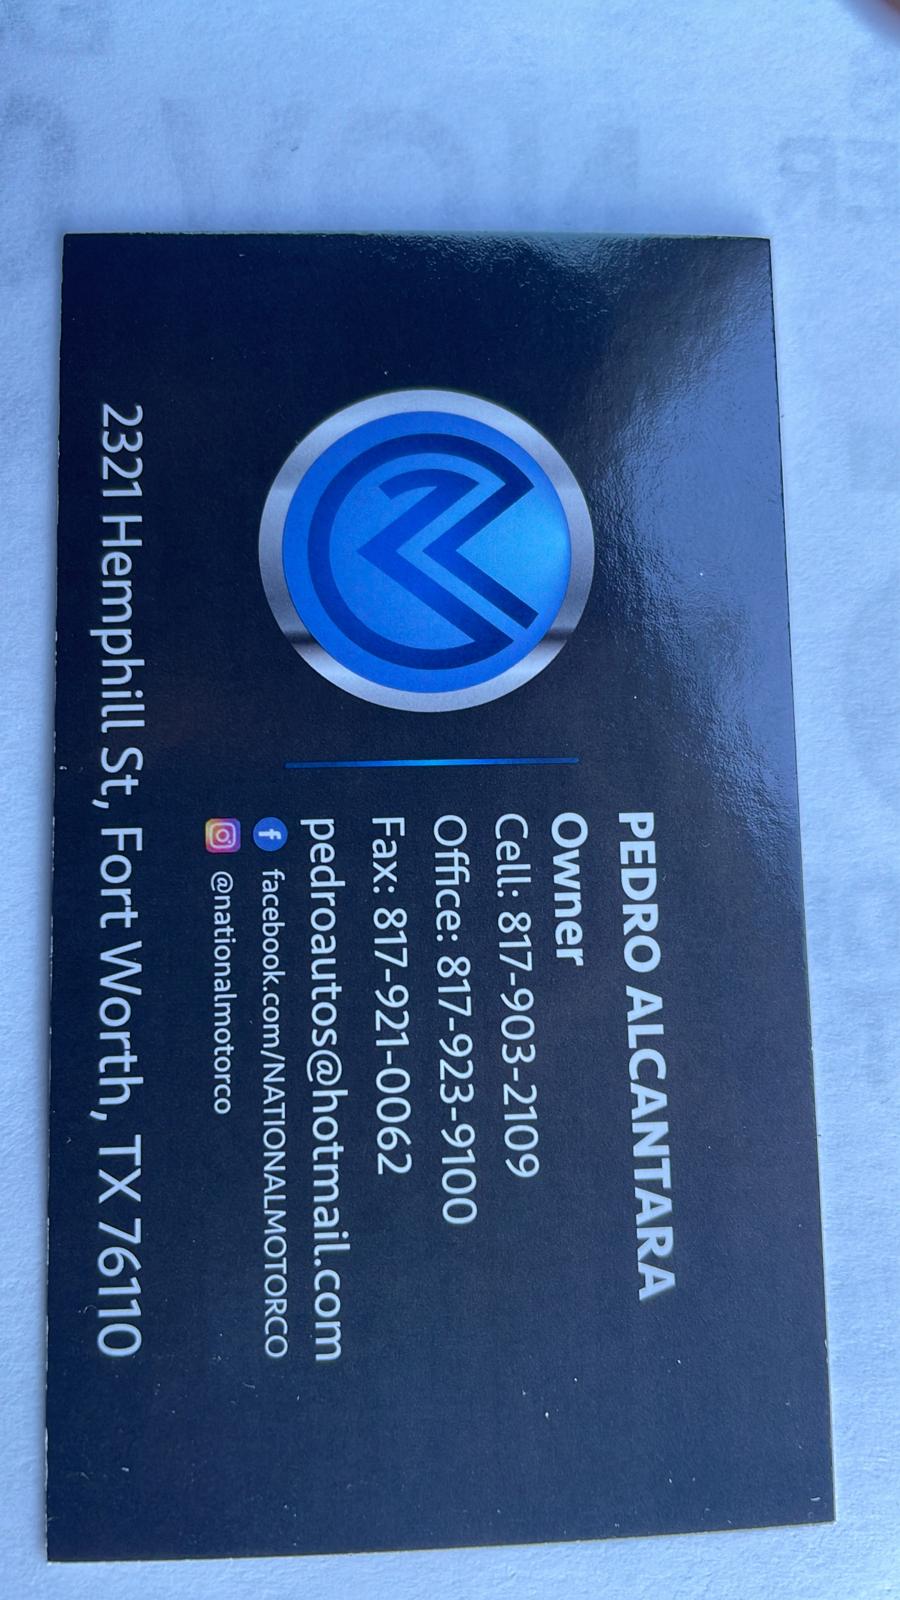 PEDRO ALCANTARA
Owner
Cell: 817-903-2109
Office: 817-923-9100
Fax: 817-921-0062
pedroautos@hotmail.com
facebook.com/NATIONALMOTORCO
@nationalmotorco
2321 Hemphill St, Fort Worth, TX 76110